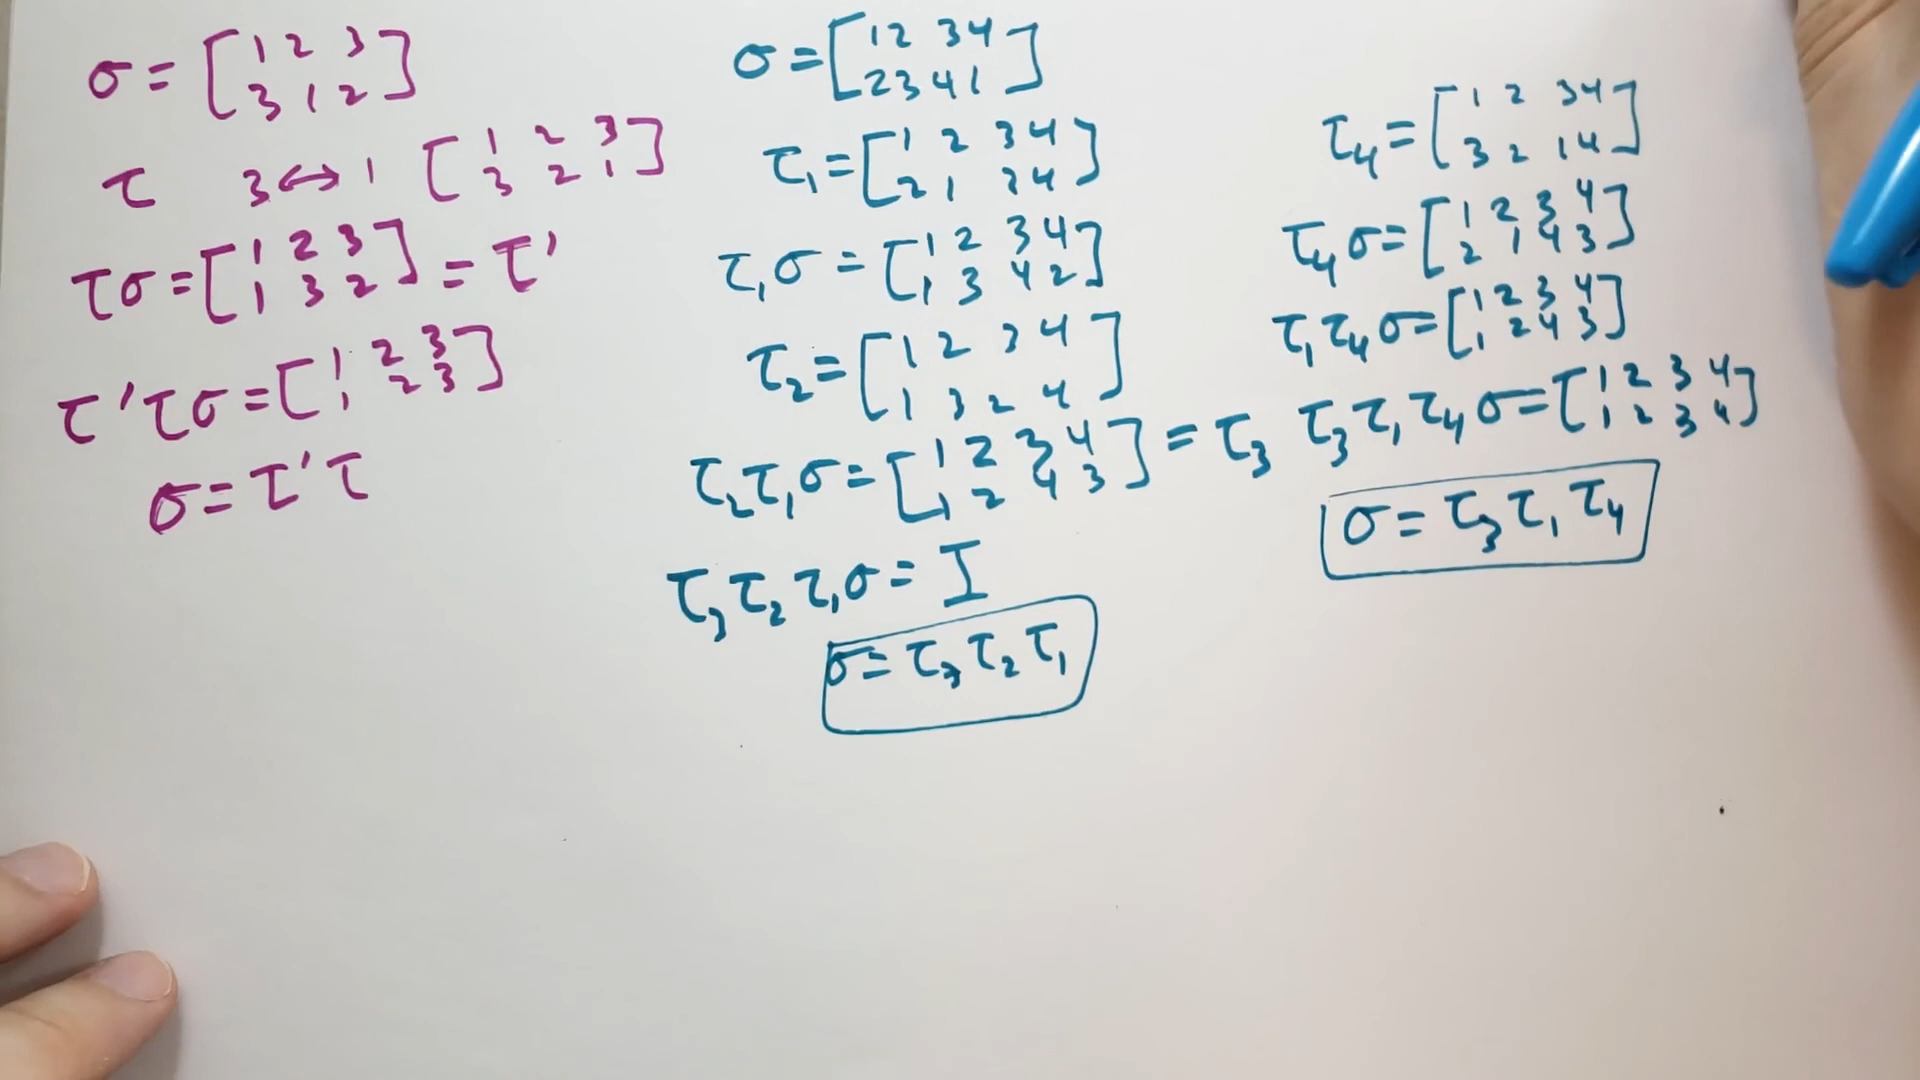 σ = [1 2 3
3 1 2]
τ 3↔1 [1 2 3
3 2 1]
τσ = [1 2 3
1 3 2] = τ'
τ'τσ = [1 2 3
1 2 3]
σ = τ'τ
σ = [1 2 3 4
2 3 4 1]
τ₁ = [1 2 3 4
2 1 3 4]
τ₁σ = [1 2 3 4
1 3 4 2]
τ₂ = [1 2 3 4
1 3 2 4]
τ₂τ₁σ = [1 2 3 4
1 2 4 3] = τ₃
τ₃τ₂τ₁σ = I
σ = τ₃τ₂τ₁
τ₄ = [1 2 3 4
3 2 1 4]
τ₄σ = [1 2 3 4
2 1 4 3]
τ₁τ₄σ = [1 2 3 4
1 2 4 3]
τ₃τ₁τ₄σ = [1 2 3 4
1 2 3 4]
σ = τ₃τ₁τ₄